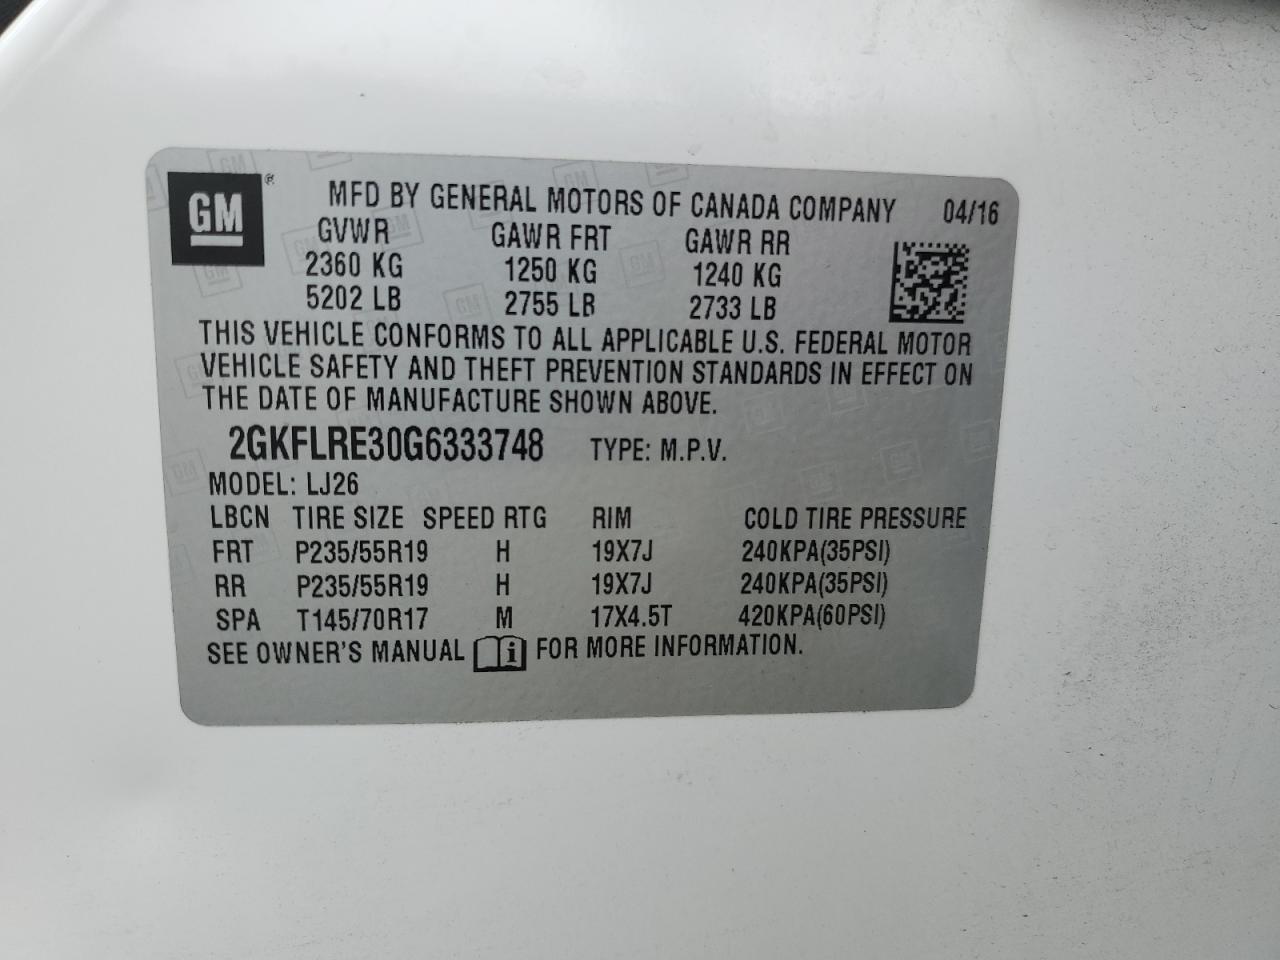 GM ®
MFD BY GENERAL MOTORS OF CANADA COMPANY 04/16
GVWR GAWR FRT GAWR RR
2360 KG 1250 KG 1240 KG
5202 LB 2755 LB 2733 LB
THIS VEHICLE CONFORMS TO ALL APPLICABLE U.S. FEDERAL MOTOR
VEHICLE SAFETY AND THEFT PREVENTION STANDARDS IN EFFECT ON
THE DATE OF MANUFACTURE SHOWN ABOVE.
2GKFLRE30G6333748 TYPE: M.P.V.
MODEL: LJ26
LBCN TIRE SIZE SPEED RTG RIM COLD TIRE PRESSURE
FRT P235/55R19 H 19X7J 240KPA(35PSI)
RR P235/55R19 H 19X7J 240KPA(35PSI)
SPA T145/70R17 M 17X4.5T 420KPA(60PSI)
SEE OWNER'S MANUAL i FOR MORE INFORMATION.